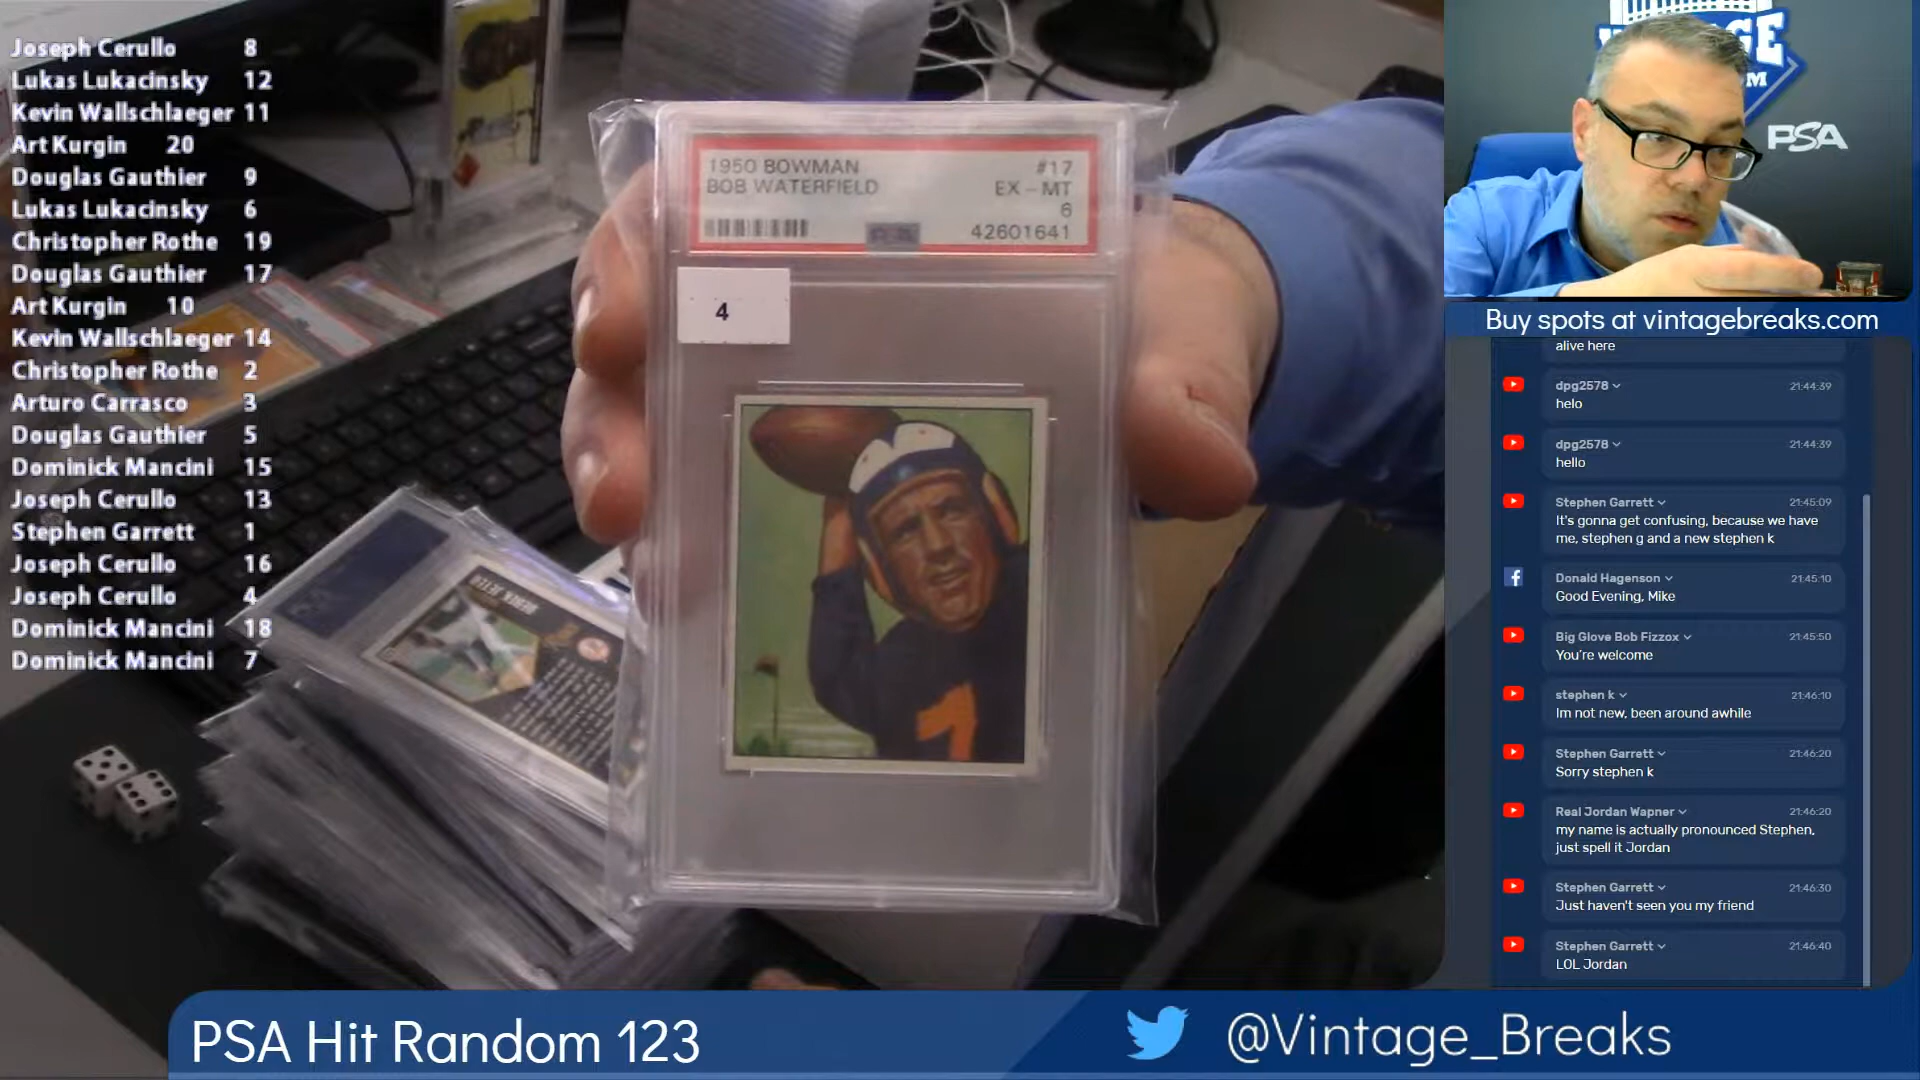 Joseph Cerullo 8
Lukas Lukacinsky 12
Kevin Wallschlaeger 11
Art Kurgin 20
Douglas Gauthier 9
Lukas Lukacinsky 6
Christopher Rothe 19
Douglas Gauthier 17
Art Kurgin 10
Kevin Wallschlaeger 14
Christopher Rothe 2
Arturo Carrasco 3
Douglas Gauthier 5
Dominick Mancini 15
Joseph Cerullo 13
Stephen Garrett 1
Joseph Cerullo 16
Joseph Cerullo 4
Dominick Mancini 18
Dominick Mancini 7
1950 BOWMAN #17
BOB WATERFIELD EX - MT
6
42601641
4
7
DEREK JETER
PSA
Buy spots at vintagebreaks.com
alive here
dpg2578 21:44:39
helo
dpg2578 21:44:39
hello
Stephen Garrett 21:45:09
It's gonna get confusing, because we have
me, stephen g and a new stephen k
Donald Hagenson 21:45:10
Good Evening, Mike
Big Glove Bob Fizzox 21:45:50
You're welcome
stephen k 21:46:10
Im not new, been around awhile
Stephen Garrett 21:46:20
Sorry stephen k
Real Jordan Wapner 21:46:20
my name is actually pronounced Stephen,
just spell it Jordan
Stephen Garrett 21:46:30
Just haven't seen you my friend
Stephen Garrett 21:46:40
LOL Jordan
PSA Hit Random 123
@Vintage_Breaks